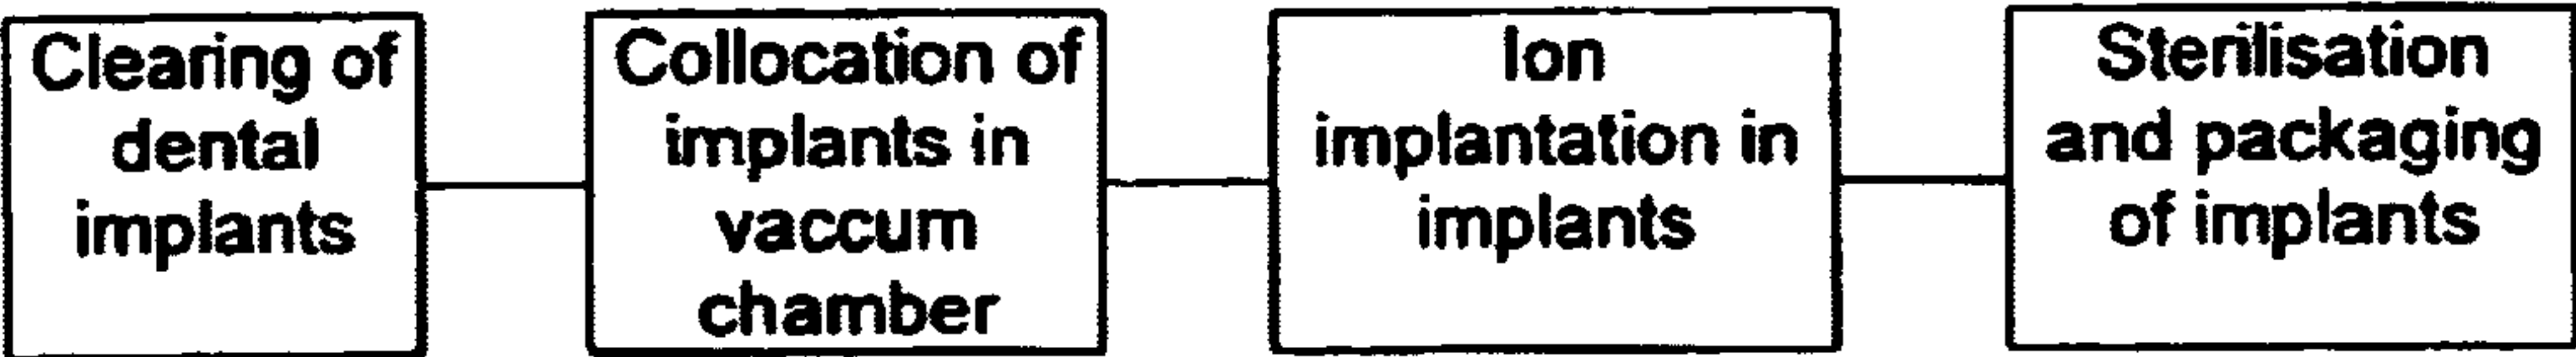 Clearing of
dental
implants
Collocation of
implants in
vaccum
chamber
Ion
implantation in
implants
Sterilisation
and packaging
of implants